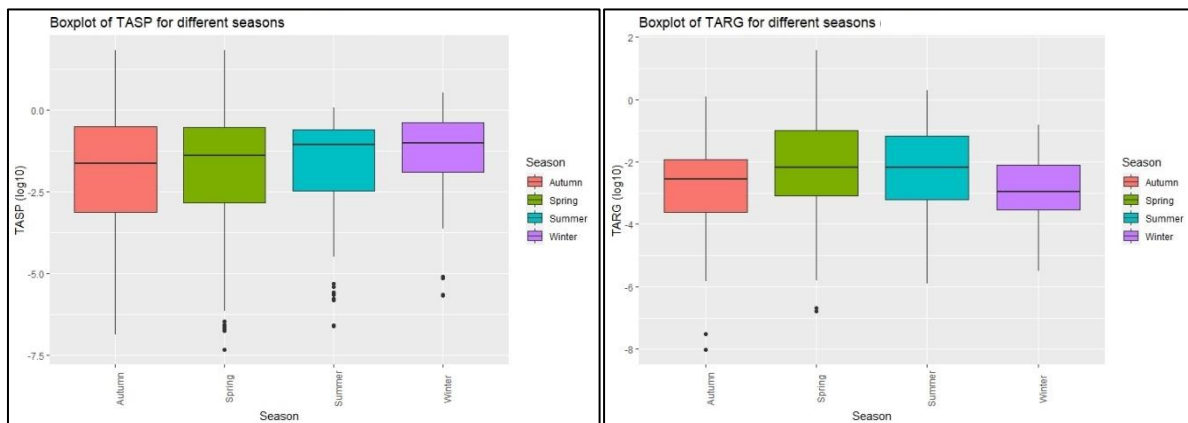 Boxplot of TASP for different seasons
TASP (log10)
0.0
-2.5
-5.0
-7.5
Autumn
Spring
Summer
Winter
Season
Season
Autumn
Spring
Summer
Winter
Boxplot of TARG for different seasons
TARG (log10)
2
0
-2
-4
-6
-8
Autumn
Spring
Summer
Winter
Season
Season
Autumn
Spring
Summer
Winter